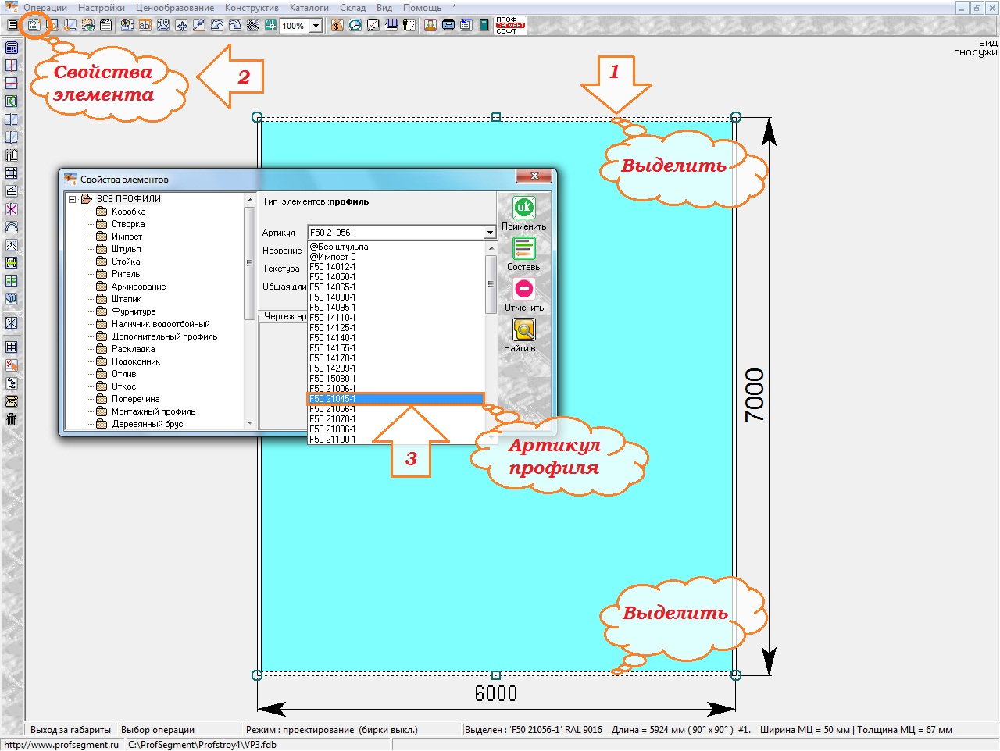 Операции Настройки Ценообразование Конструктив Каталоги Склад Вид Помощь *
100%
ПРОФ
сегмент
СОФТ
вид
снаружи
Свойства
элемента
2
1
Выделить
Свойства элементов
ВСЕ ПРОФИЛИ
Коробка
Створка
Импост
Штульп
Стойка
Ригель
Армирование
Штапик
Фурнитура
Наличник водоотбойный
Дополнительный профиль
Раскладка
Подоконник
Отлив
Откос
Поперечина
Монтажный профиль
Деревянный брус
Тип элементов :профиль
Артикул F50 21056-1
Название
Текстура
Общая дли
Чертеж ар
@Без штульпа
@Импост 0
F50 14012-1
F50 14050-1
F50 14065-1
F50 14080-1
F50 14095-1
F50 14110-1
F50 14125-1
F50 14140-1
F50 14155-1
F50 14170-1
F50 14239-1
F50 15080-1
F50 21006-1
F50 21045-1
F50 21056-1
F50 21070-1
F50 21086-1
F50 21100-1
ok
Применить
Составы
Отменить
Найти в ...
3
Артикул
профиля
7000
Выделить
6000
Выход за габариты Выбор операции Режим : проектирование (бирки выкл.) Выделен : 'F50 21056-1' RAL 9016 Длина = 5924 мм ( 90° x 90° ) #1. Ширина МЦ = 50 мм | Толщина МЦ = 67 мм
http://www.profsegment.ru C:\ProfSegment\Profstroy4\VP3.fdb